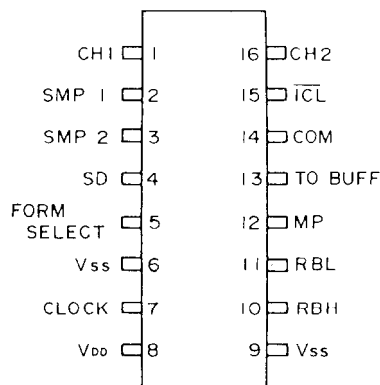 CH1 1 16 CH2
SMP 1 2 15 ICL
SMP 2 3 14 COM
SD 4 13 TO BUFF
FORM
SELECT 5 12 MP
Vss 6 11 RBL
CLOCK 7 10 RBH
VDD 8 9 Vss